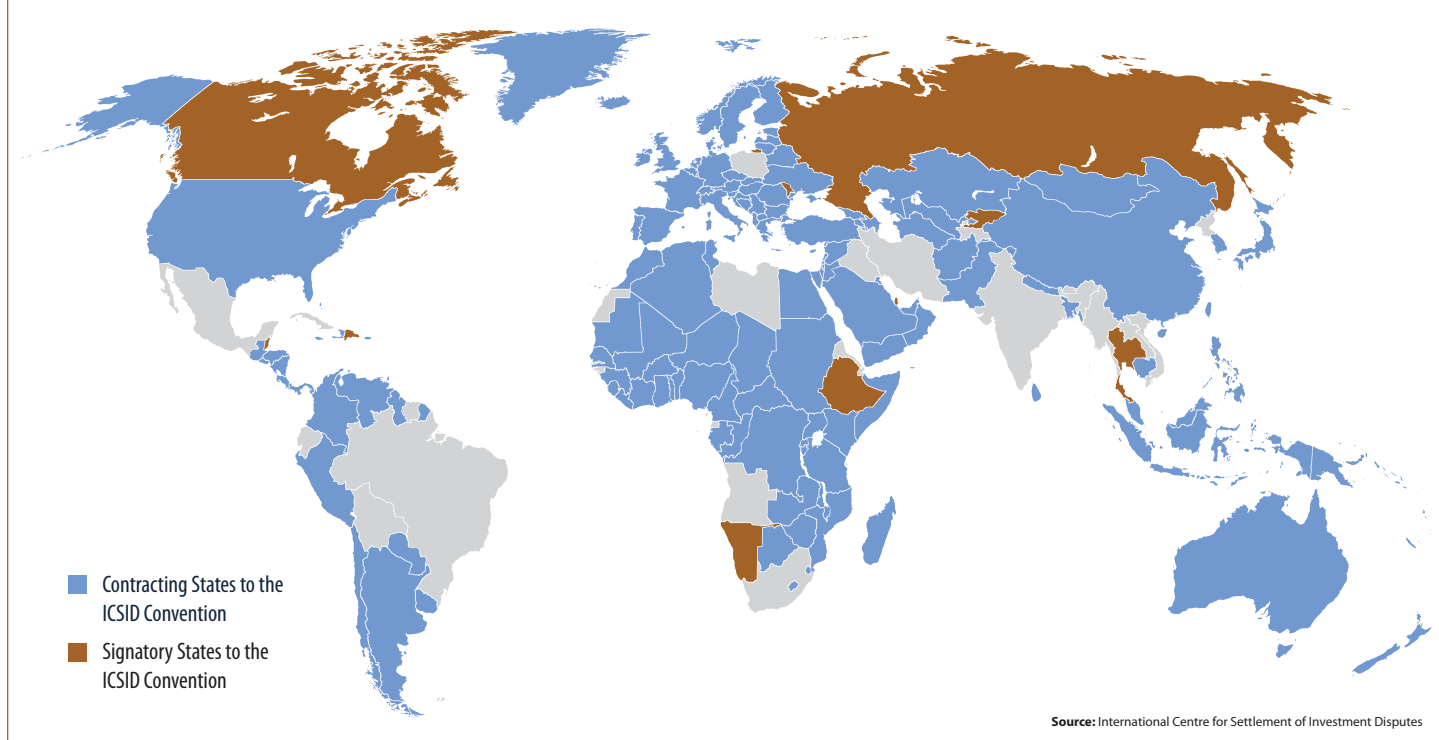 Contracting States to the
ICSID Convention
Signatory States to the
ICSID Convention
Source: International Centre for Settlement of Investment Disputes